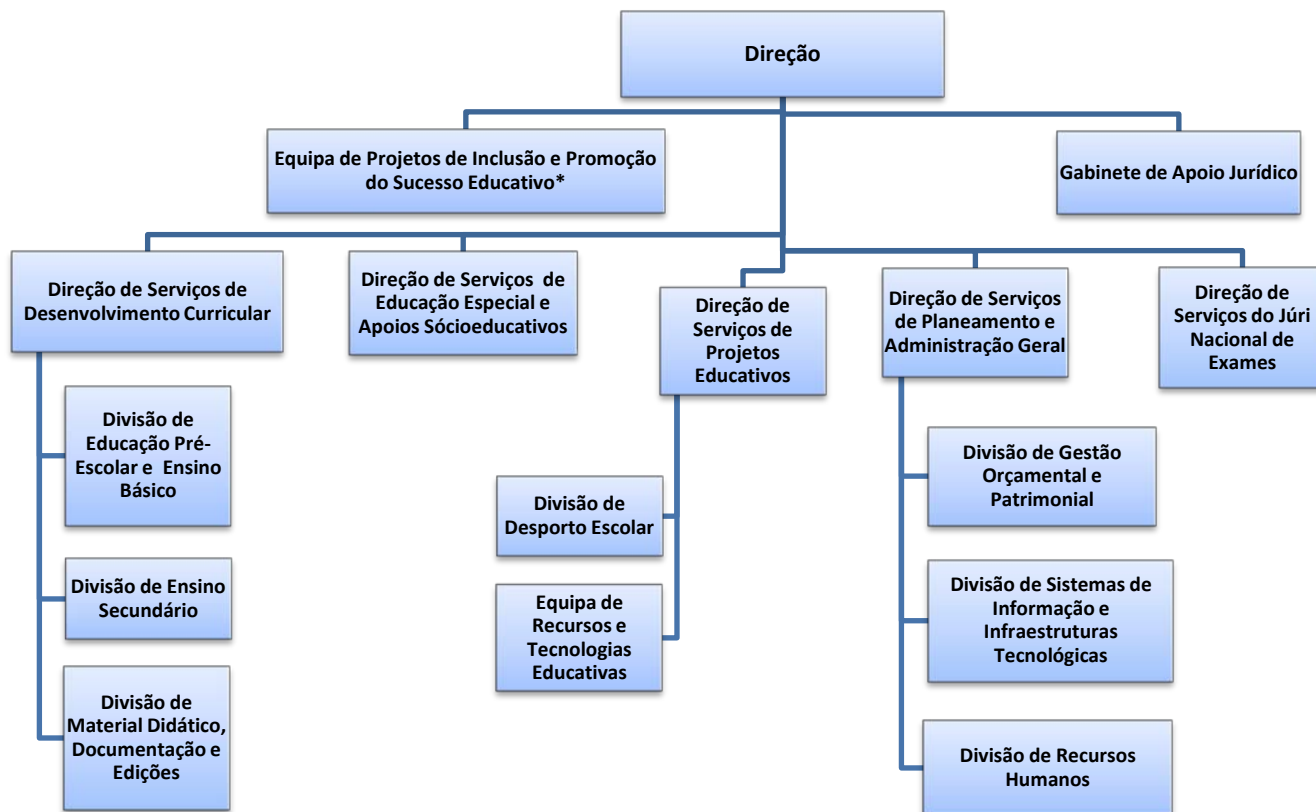 Direção
Equipa de Projetos de Inclusão e Promoção
do Sucesso Educativo*
Gabinete de Apoio Jurídico
Direção de Serviços de
Desenvolvimento Curricular
Direção de Serviços de
Educação Especial e
Apoios Sócioeducativos
Direção de
Serviços de
Projetos
Educativos
Direção de Serviços
de Planeamento e
Administração Geral
Direção de
Serviços do Júri
Nacional de
Exames
Divisão de
Educação Pré-
Escolar e Ensino
Básico
Divisão de Ensino
Secundário
Divisão de
Material Didático,
Documentação e
Edições
Divisão de
Desporto Escolar
Equipa de
Recursos e
Tecnologias
Educativas
Divisão de Gestão
Orçamental e
Patrimonial
Divisão de Sistemas de
Informação e
Infraestruturas
Tecnológicas
Divisão de Recursos
Humanos